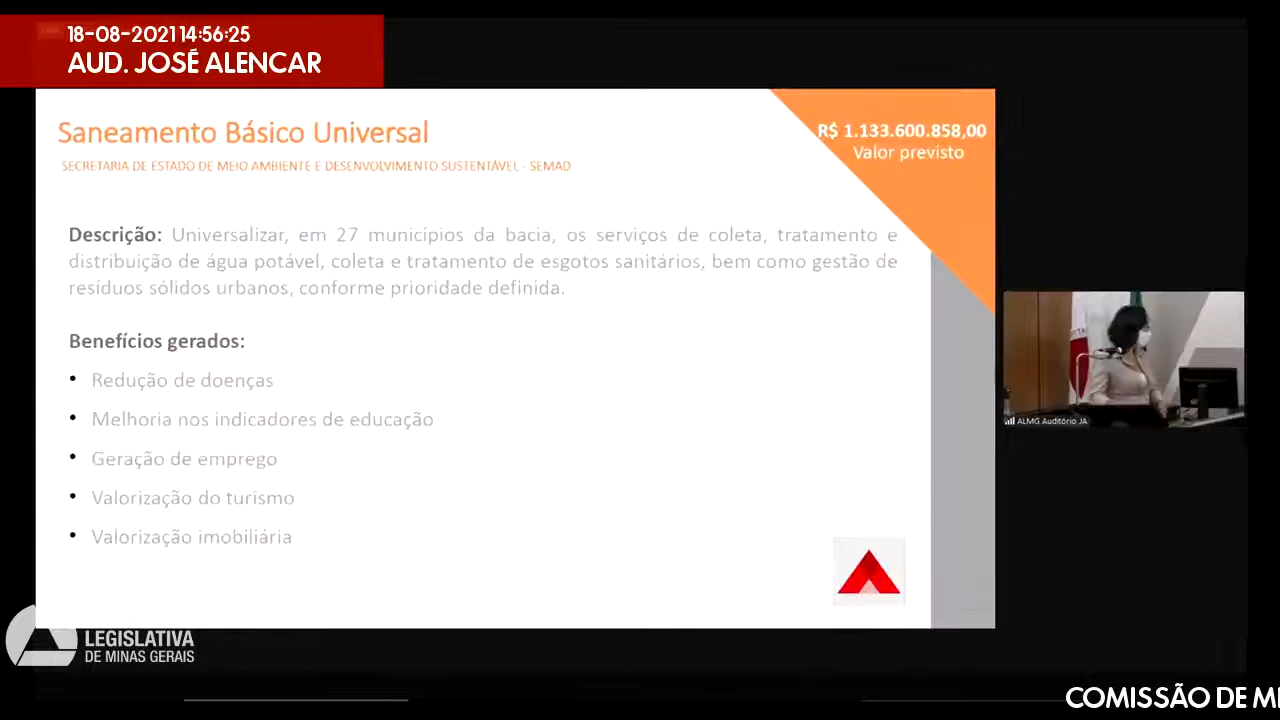 18-08-2021 14:56:25
AUD. JOSÉ ALENCAR
Saneamento Básico Universal
SECRETARIA DE ESTADO DE MEIO AMBIENTE E DESENVOLVIMENTO SUSTENTÁVEL - SEMAD
R$ 1.133.600.858,00
Valor previsto
Descrição: Universalizar, em 27 municípios da bacia, os serviços de coleta, tratamento e
distribuição de água potável, coleta e tratamento de esgotos sanitários, bem como gestão de
resíduos sólidos urbanos, conforme prioridade definida.
Benefícios gerados:
• Redução de doenças
• Melhoria nos indicadores de educação
• Geração de emprego
• Valorização do turismo
• Valorização imobiliária
ALMG Auditório JA
LEGISLATIVA
DE MINAS GERAIS
COMISSÃO DE